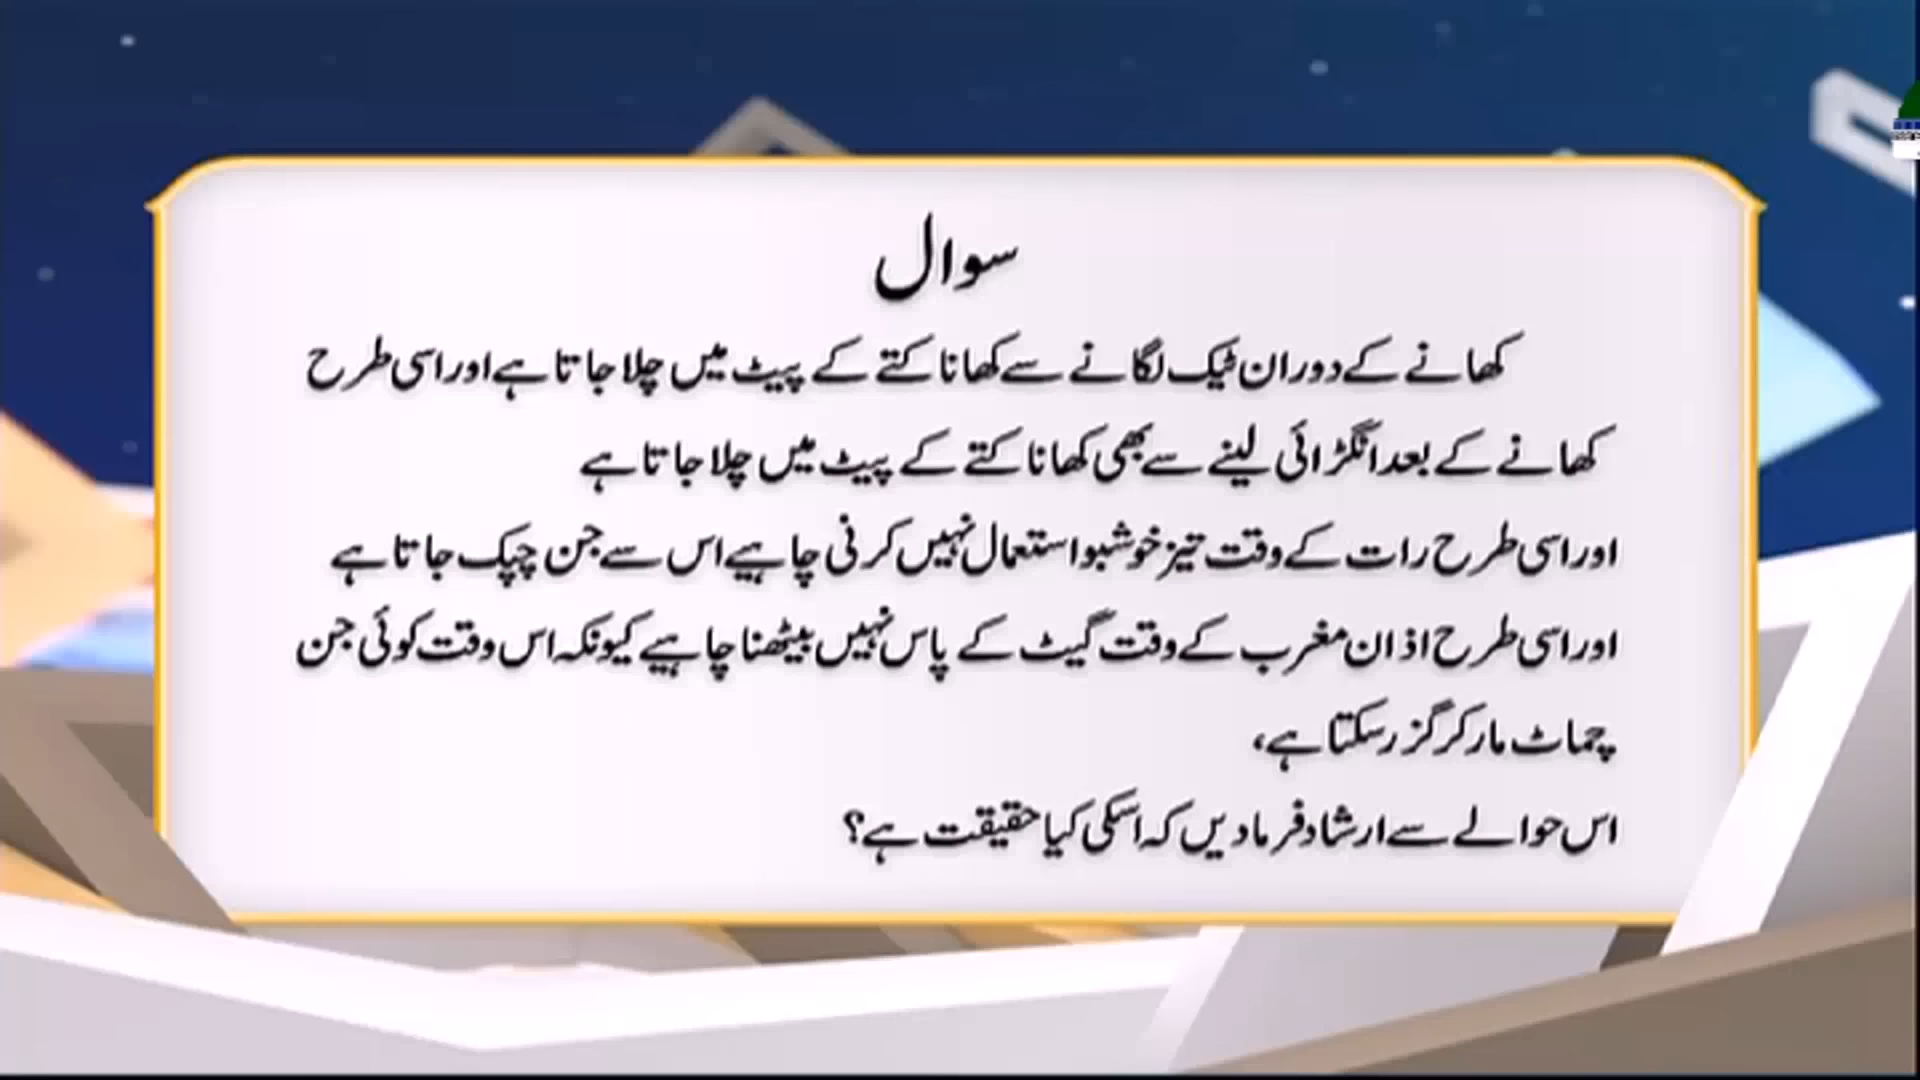 سوال
کھانے کے دوران ٹیک لگانے سے کھانا کتے کے پیٹ میں چلا جاتا ہے اور اسی طرح
کھانے کے بعد انگڑائی لینے سے بھی کھانا کتے کے پیٹ میں چلا جاتا ہے
اور اسی طرح رات کے وقت تیز خوشبو استعمال نہیں کرنی چاہیے اس سے جن چپک جاتا ہے
اور اسی طرح اذان مغرب کے وقت گیٹ کے پاس نہیں بیٹھنا چاہیے کیونکہ اس وقت کوئی جن
چماٹ مار کر گزر سکتا ہے،
اس حوالے سے ارشاد فرما دیں کہ اسکی کیا حقیقت ہے؟